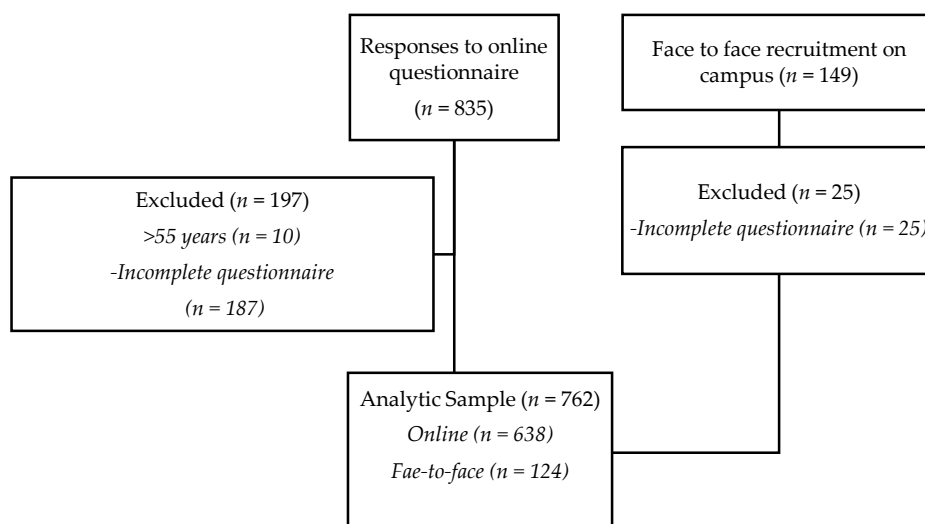 Responses to online
questionnaire
(n = 835)
Face to face recruitment on
campus (n = 149)
Excluded (n = 197)
>55 years (n = 10)
-Incomplete questionnaire
(n = 187)
Excluded (n = 25)
-Incomplete questionnaire (n = 25)
Analytic Sample (n = 762)
Online (n = 638)
Fae-to-face (n = 124)